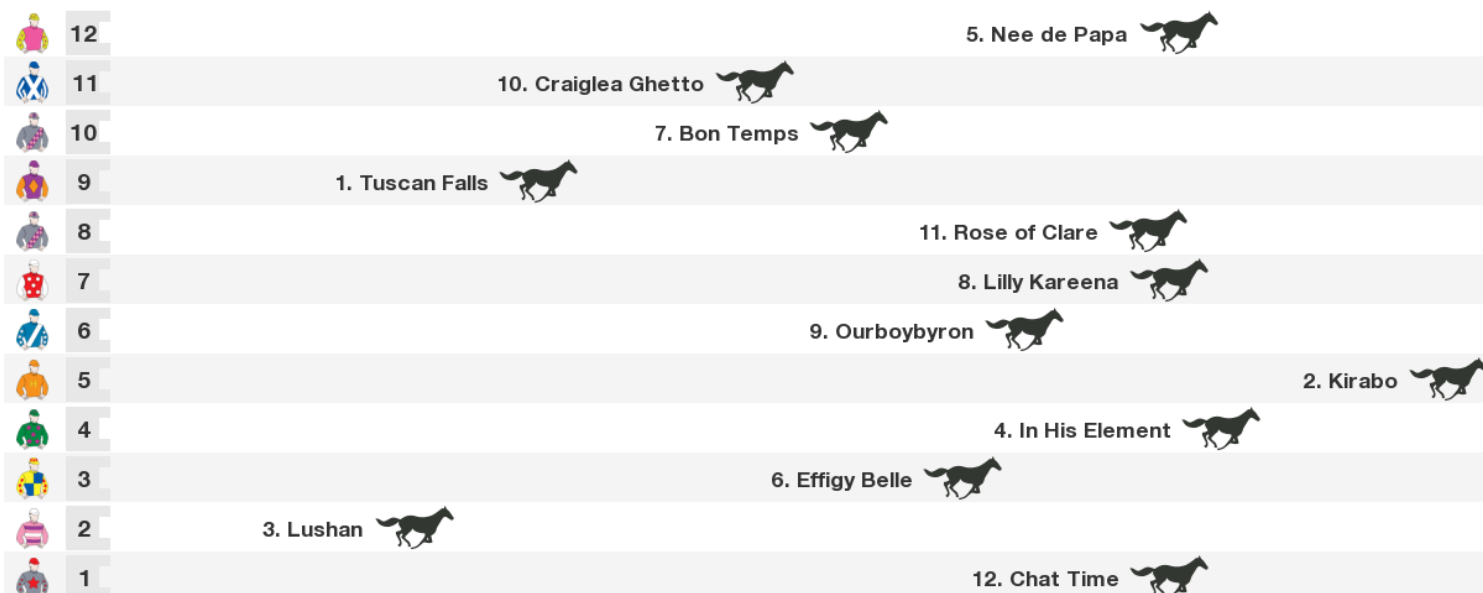 12 5. Nee de Papa
11 10. Craiglea Ghetto
10 7. Bon Temps
9 1. Tuscan Falls
8 11. Rose of Clare
7 8. Lilly Kareena
6 9. Ourboybyron
5 2. Kirabo
4 4. In His Element
3 6. Effigy Belle
2 3. Lushan
1 12. Chat Time